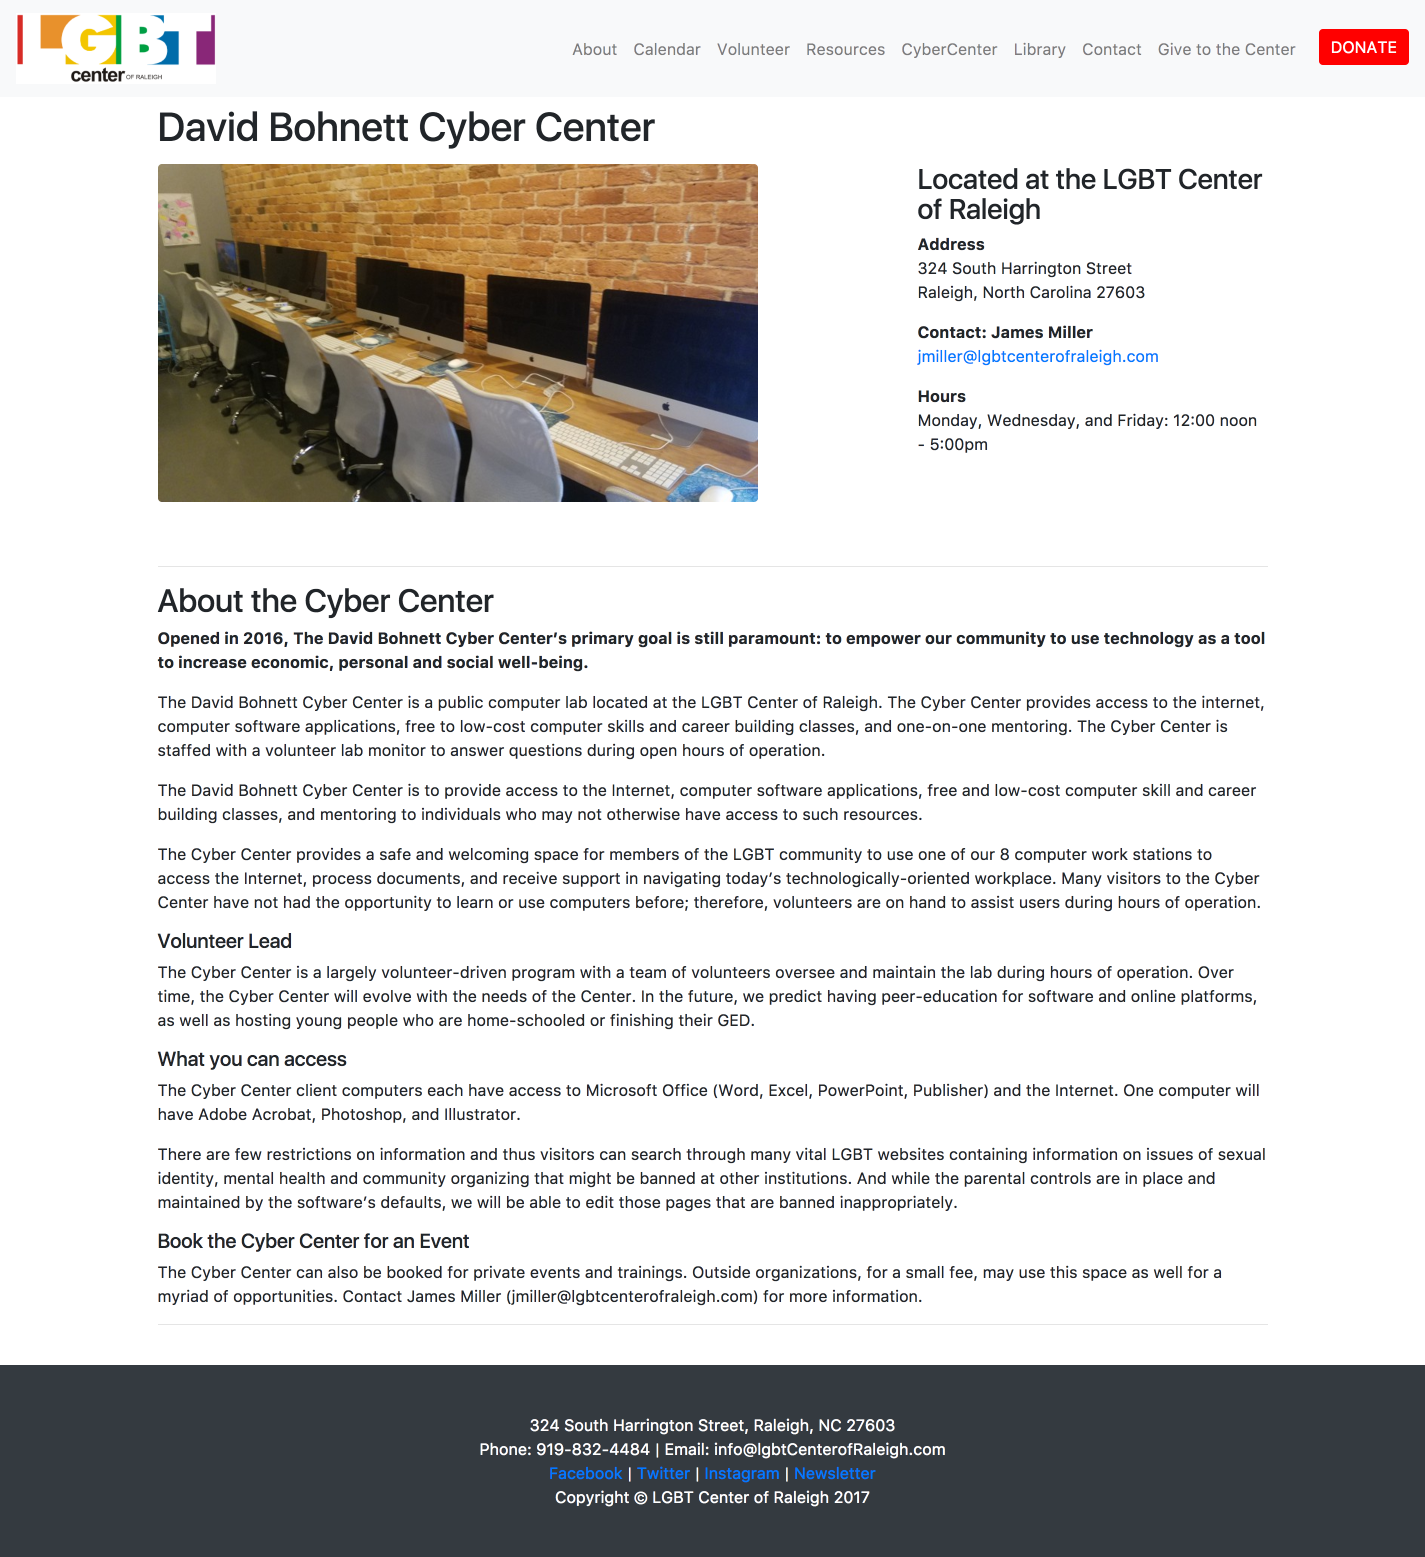 LGBT
center OF RALEIGH
About Calendar Volunteer Resources CyberCenter Library Contact Give to the Center DONATE
David Bohnett Cyber Center
Located at the LGBT Center
of Raleigh
Address
324 South Harrington Street
Raleigh, North Carolina 27603
Contact: James Miller
jmiller@lgbtcenterofraleigh.com
Hours
Monday, Wednesday, and Friday: 12:00 noon
- 5:00pm
About the Cyber Center
Opened in 2016, The David Bohnett Cyber Center’s primary goal is still paramount: to empower our community to use technology as a tool
to increase economic, personal and social well-being.
The David Bohnett Cyber Center is a public computer lab located at the LGBT Center of Raleigh. The Cyber Center provides access to the internet,
computer software applications, free to low-cost computer skills and career building classes, and one-on-one mentoring. The Cyber Center is
staffed with a volunteer lab monitor to answer questions during open hours of operation.
The David Bohnett Cyber Center is to provide access to the Internet, computer software applications, free and low-cost computer skill and career
building classes, and mentoring to individuals who may not otherwise have access to such resources.
The Cyber Center provides a safe and welcoming space for members of the LGBT community to use one of our 8 computer work stations to
access the Internet, process documents, and receive support in navigating today’s technologically-oriented workplace. Many visitors to the Cyber
Center have not had the opportunity to learn or use computers before; therefore, volunteers are on hand to assist users during hours of operation.
Volunteer Lead
The Cyber Center is a largely volunteer-driven program with a team of volunteers oversee and maintain the lab during hours of operation. Over
time, the Cyber Center will evolve with the needs of the Center. In the future, we predict having peer-education for software and online platforms,
as well as hosting young people who are home-schooled or finishing their GED.
What you can access
The Cyber Center client computers each have access to Microsoft Office (Word, Excel, PowerPoint, Publisher) and the Internet. One computer will
have Adobe Acrobat, Photoshop, and Illustrator.
There are few restrictions on information and thus visitors can search through many vital LGBT websites containing information on issues of sexual
identity, mental health and community organizing that might be banned at other institutions. And while the parental controls are in place and
maintained by the software’s defaults, we will be able to edit those pages that are banned inappropriately.
Book the Cyber Center for an Event
The Cyber Center can also be booked for private events and trainings. Outside organizations, for a small fee, may use this space as well for a
myriad of opportunities. Contact James Miller (jmiller@lgbtcenterofraleigh.com) for more information.
324 South Harrington Street, Raleigh, NC 27603
Phone: 919-832-4484 | Email: info@lgbtCenterofRaleigh.com
Facebook | Twitter | Instagram | Newsletter
Copyright © LGBT Center of Raleigh 2017